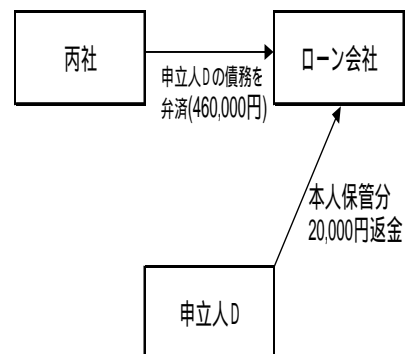 丙社
ローン会社
申立人Dの債務を
弁済(460,000円)
本人保管分
20,000円返金
申立人D